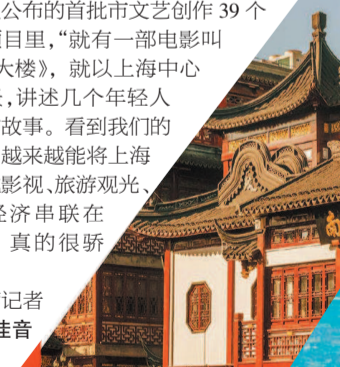 公布的首批市文艺创作 39 个
项目里，“就有一部电影叫
大楼》，就以上海中心
，讲述几个年轻人
故事。看到我们的
越来越能将上海
影视、旅游观光、
经济串联在
真的很骄
记者
佳音